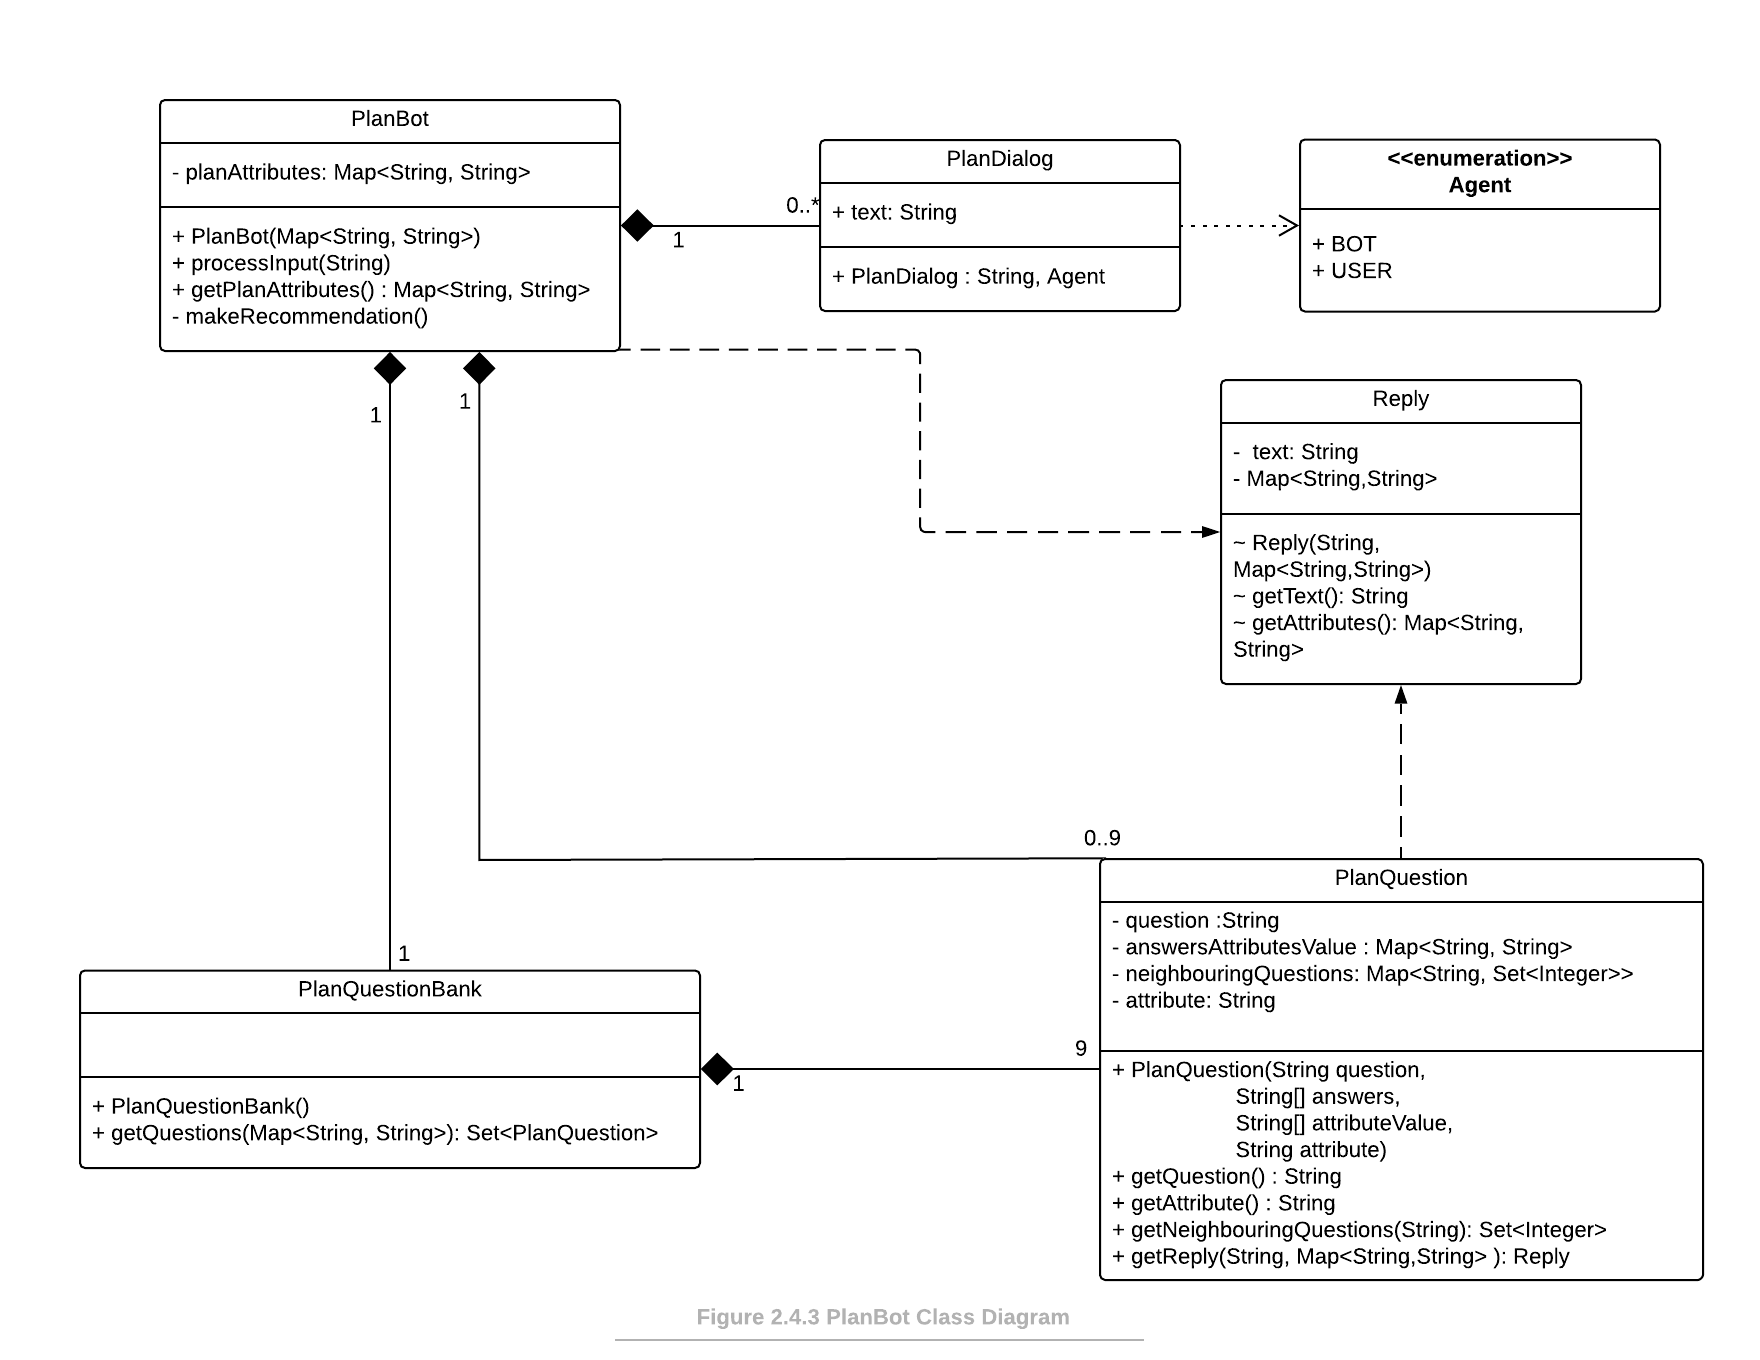 PlanBot
- planAttributes: Map<String, String>
+ PlanBot(Map<String, String>)
+ processInput(String)
+ getPlanAttributes() : Map<String, String>
- makeRecommendation()
0..*
1
PlanDialog
+ text: String
+ PlanDialog : String, Agent
<<enumeration>>
Agent
+ BOT
+ USER
1
1
Reply
-  text: String
- Map<String,String>
~ Reply(String,
Map<String,String>)
~ getText(): String
~ getAttributes(): Map<String,
String>
0..9
1
PlanQuestionBank
+ PlanQuestionBank()
+ getQuestions(Map<String, String>): Set<PlanQuestion>
9
1
PlanQuestion
- question :String
- answersAttributesValue : Map<String, String>
- neighbouringQuestions: Map<String, Set<Integer>>
- attribute: String
+ PlanQuestion(String question,
String[] answers,
String[] attributeValue,
String attribute)
+ getQuestion() : String
+ getAttribute() : String
+ getNeighbouringQuestions(String): Set<Integer>
+ getReply(String, Map<String,String> ): Reply
Figure 2.4.3 PlanBot Class Diagram